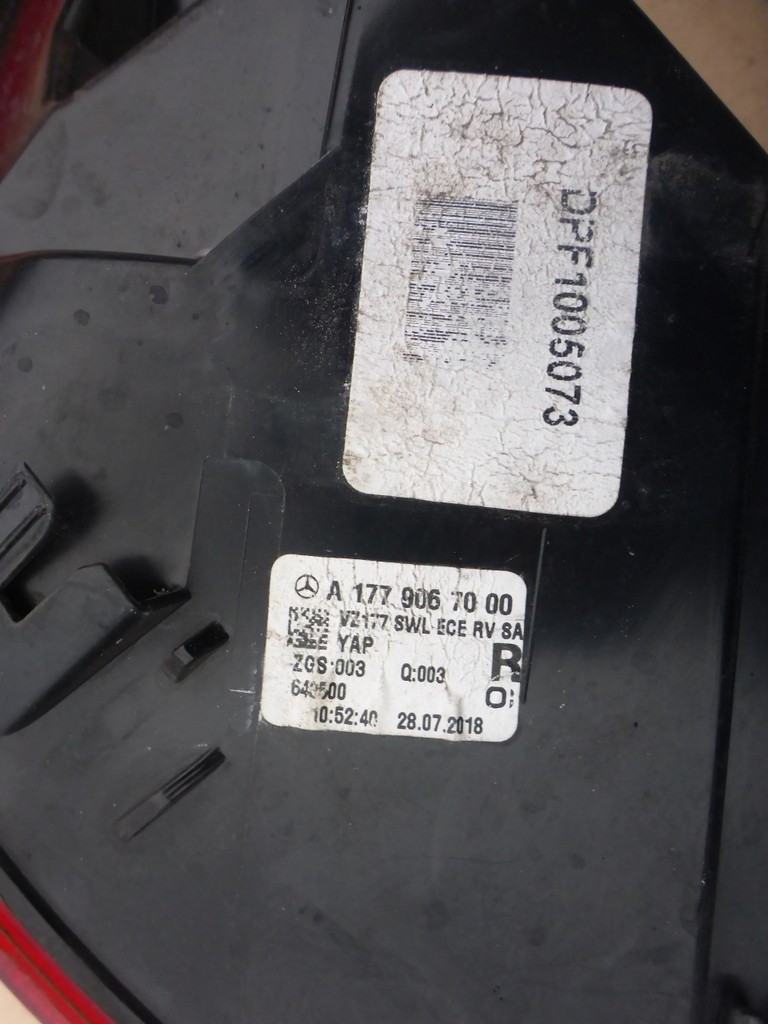 DPF1005073
A 177 906 70 00
VZ177 SWL ECE RV SA
YAP
R
ZGS:003 Q:003
O
10:52:40 28.07.2018